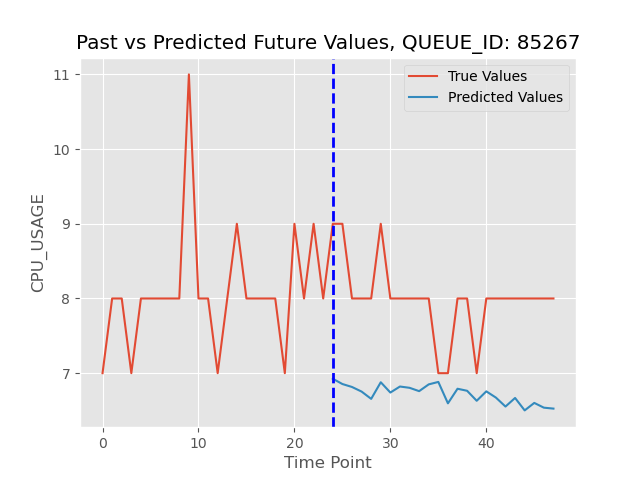 Past vs Predicted Future Values, QUEUE_ID: 85267
True Values
Predicted Values
CPU_USAGE
11
10
9
8
7
0
10
20
30
40
Time Point